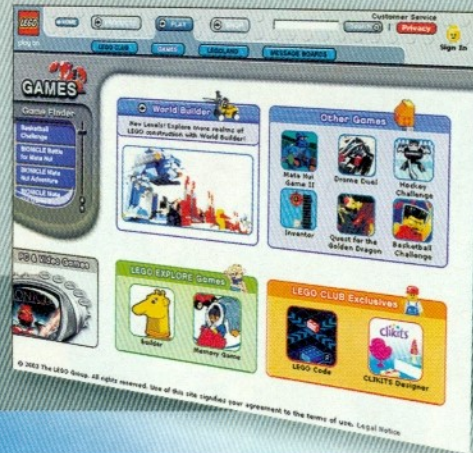 LEGO
play on
HOME
PLAY
Customer Service
Privacy
Sign In
LEGO CLUB
GAMES
LEGOLAND
MESSAGE BOARDS
GAMES
Game Finder
Basketball
Challenge
BIONICLE Battle
for Mata Nui
BIONICLE Mata
Nui Adventure
BIONICLE Mata
World Builder
New Levels! Explore more realms of
LEGO construction with World Builder!
Other Games
Mata Nui
Game II
Drome Duel
Hockey
Challenge
Inventor
Quest for the
Golden Dragon
Basketball
Challenge
PC & Video Games
LEGO EXPLORE Games
Builder
Memory Game
LEGO CLUB Exclusives
LEGO Code
clikits
CLIKITS Designer
© 2003 The LEGO Group. All rights reserved. Use of this site signifies your agreement to the terms of use. Legal Notice